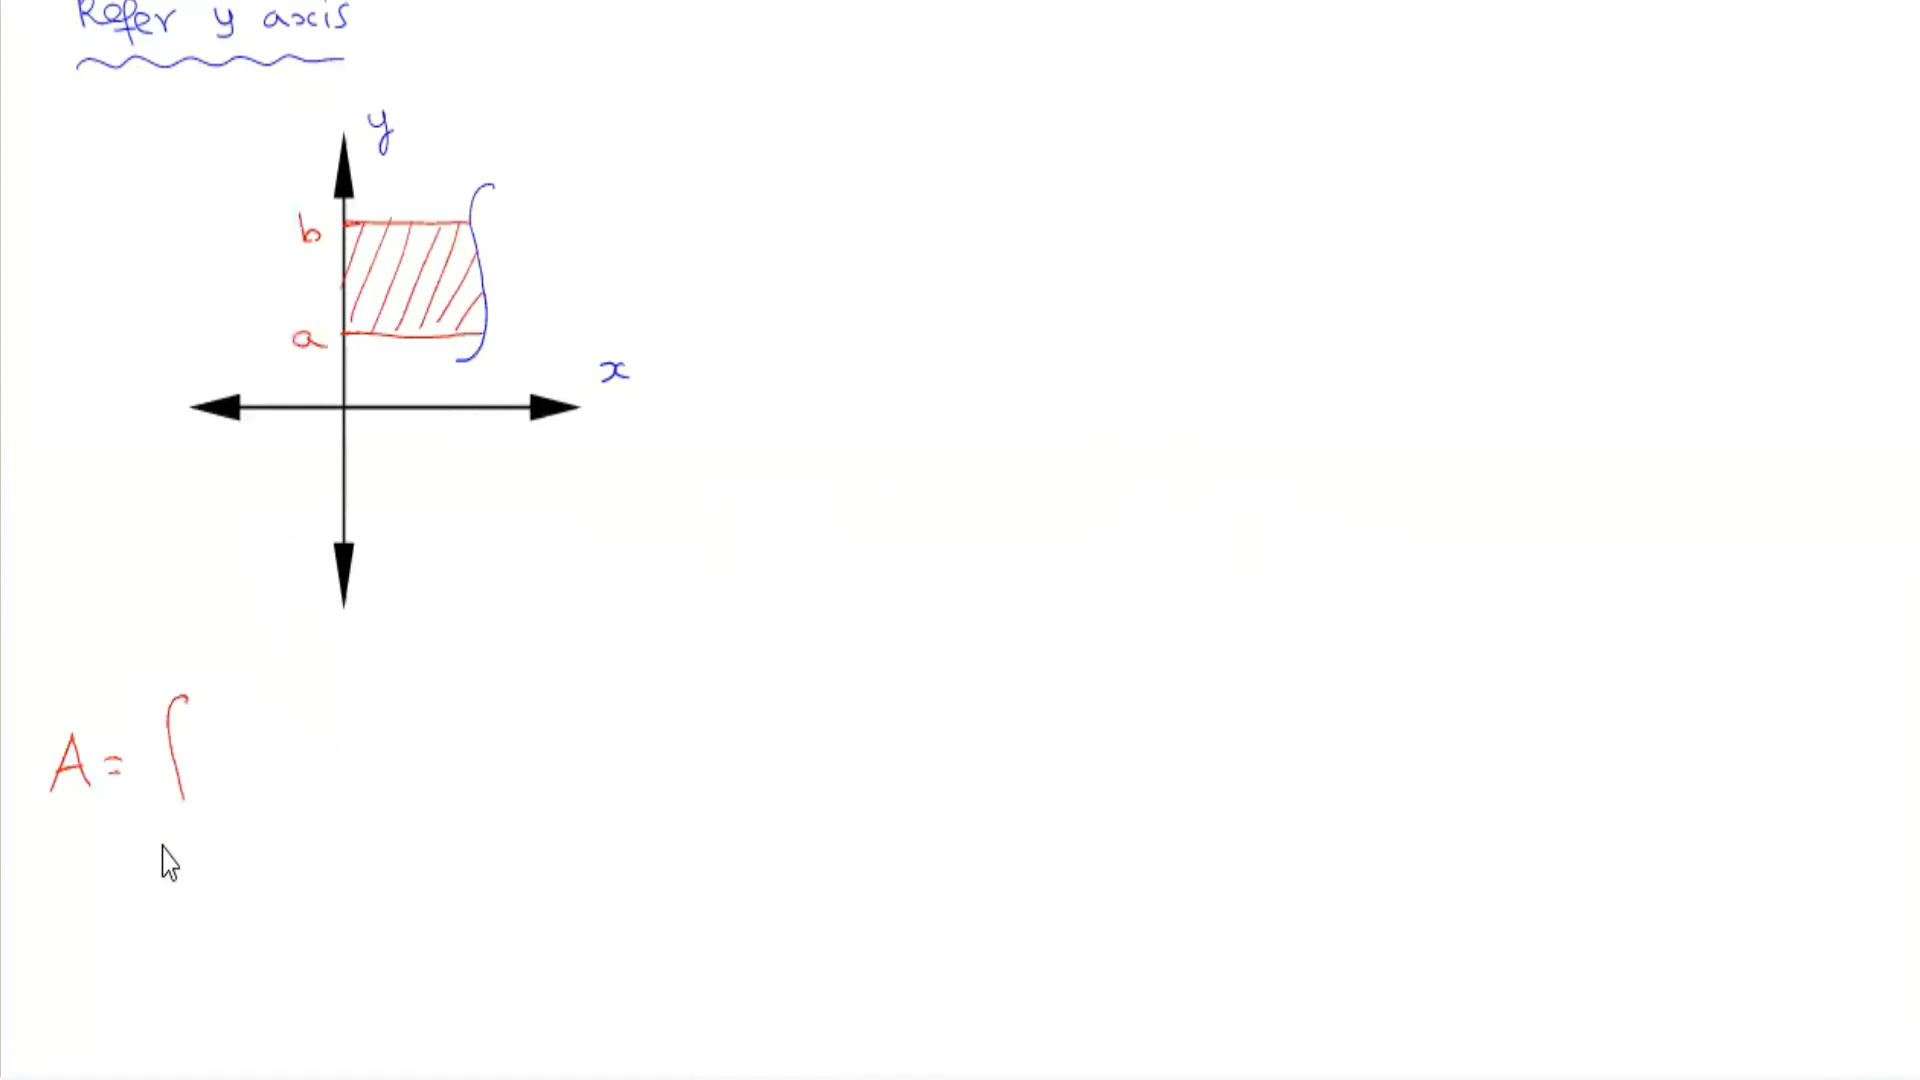 Refer y axis
y
b
a
x
A = ∫